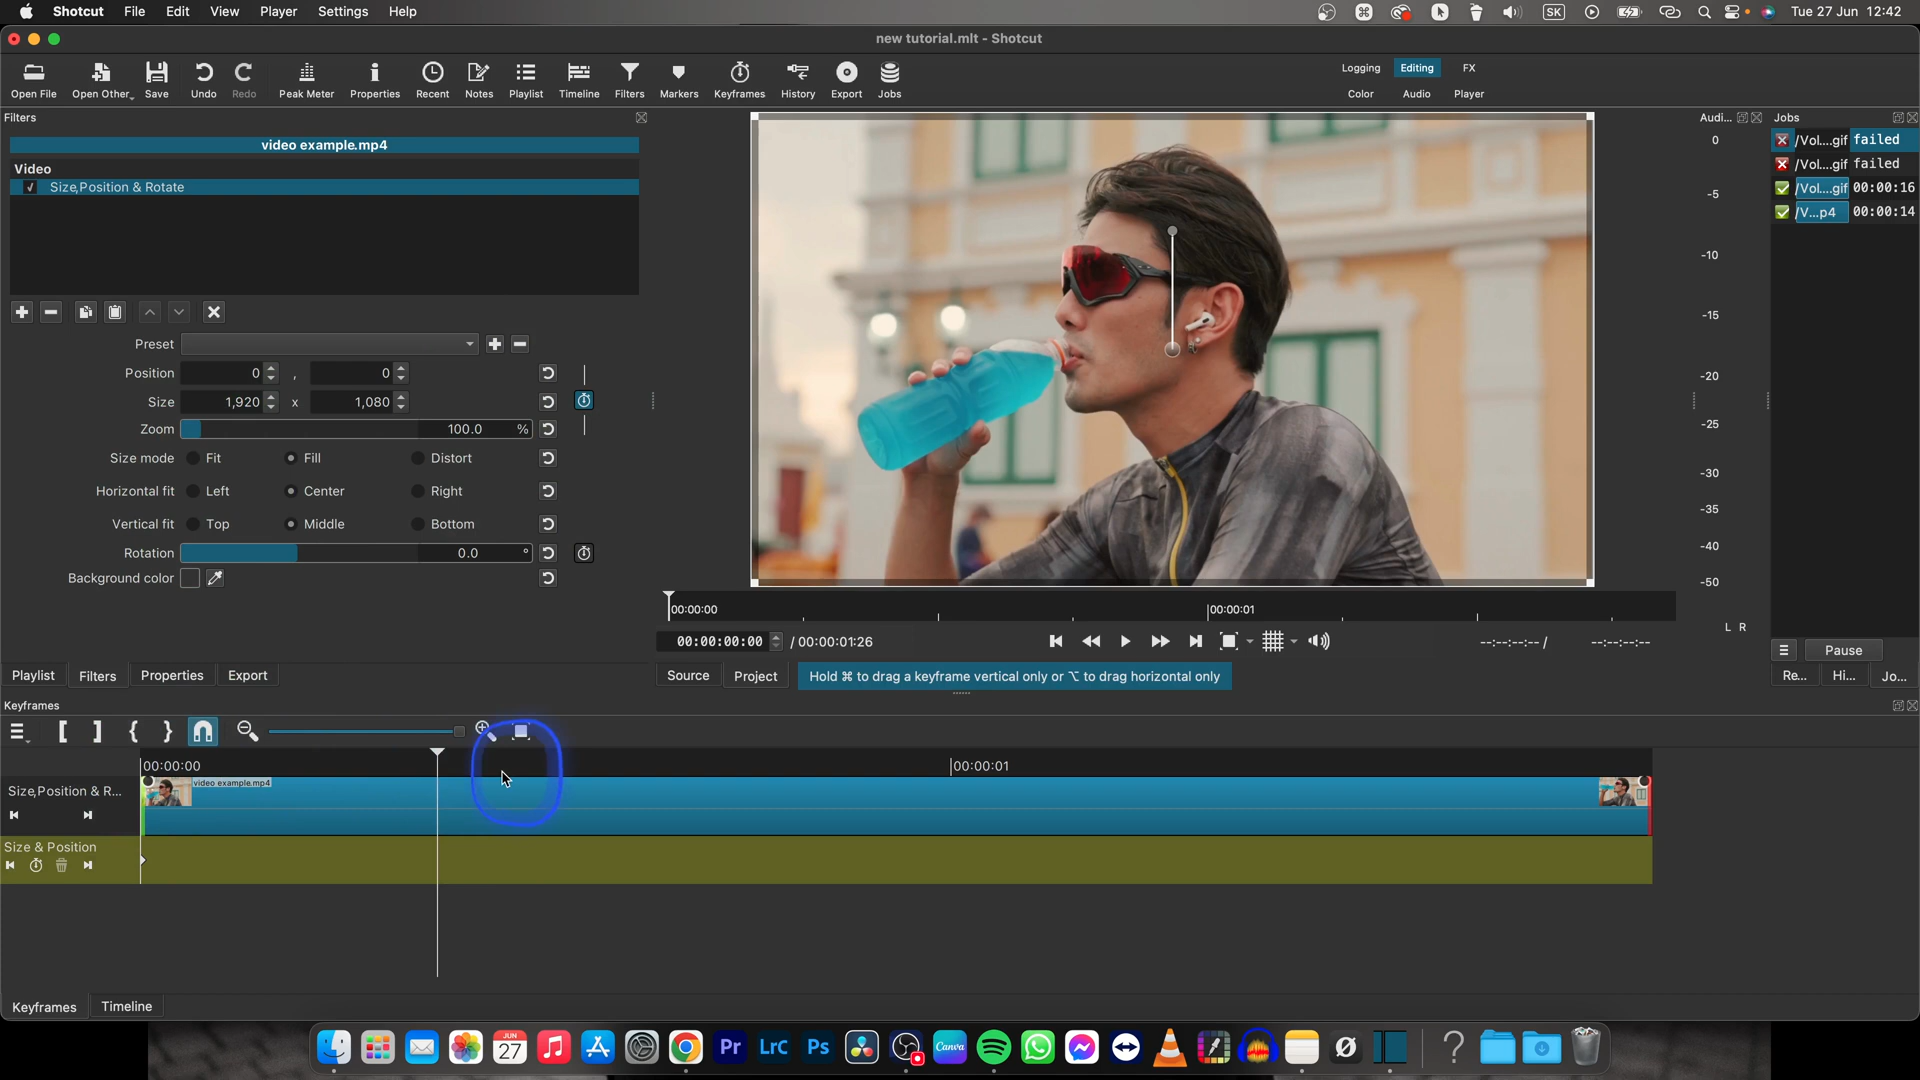 Shotcut File Edit View Player Settings Help
SK Tue 27 Jun 12:42
new tutorial.mlt - Shotcut
Open File Open Other Save Undo Redo Peak Meter Properties Recent Notes Playlist Timeline Filters Markers Keyframes History Export Jobs
Logging Editing FX
Color Audio Player
Filters
video example.mp4
Video
Size,Position & Rotate
Preset
Position 0 , 0
Size 1,920 x 1,080
Zoom 100.0 %
Size mode Fit Fill Distort
Horizontal fit Left Center Right
Vertical fit Top Middle Bottom
Rotation 0.0 °
Background color
Playlist Filters Properties Export
00:00:00 00:00:01
00:00:00:00 / 00:00:01:26
--:--:--:-- / --:--:--:--
Source Project Hold ⌘ to drag a keyframe vertical only or ⌥ to drag horizontal only
Audi...
0
-5
-10
-15
-20
-25
-30
-35
-40
-50
L R
Jobs
/Vol....gif failed
/Vol....gif failed
/Vol....gif 00:00:16
/V...p4 00:00:14
Pause
Re... Hi... Jo...
Keyframes
00:00:00 00:00:01
Size,Position & R...
video example.mp4
Size & Position
Keyframes Timeline
JUN
27
Pr LrC Ps Canva